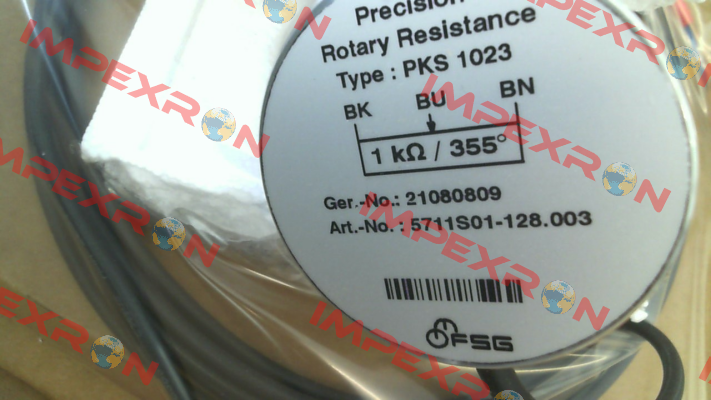 Precision
Rotary Resistance
Type : PKS 1023
BK BU BN
1 kΩ / 355°
Ger.-No.: 21080809
Art.-No. : 5711S01-128.003
FSG
IMPEXRON
IMPEXRON
IMPEXRON
IMPEXRON
IMPEXRON
IMPEXRON
IMPEXRON